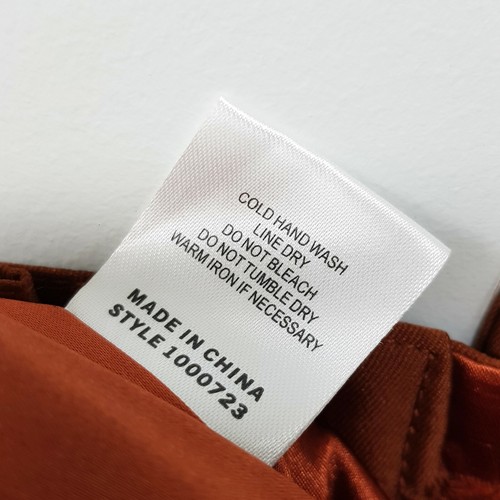 COLD HAND WASH
LINE DRY
DO NOT BLEACH
DO NOT TUMBLE DRY
WARM IRON IF NECESSARY
MADE IN CHINA
STYLE 1000723